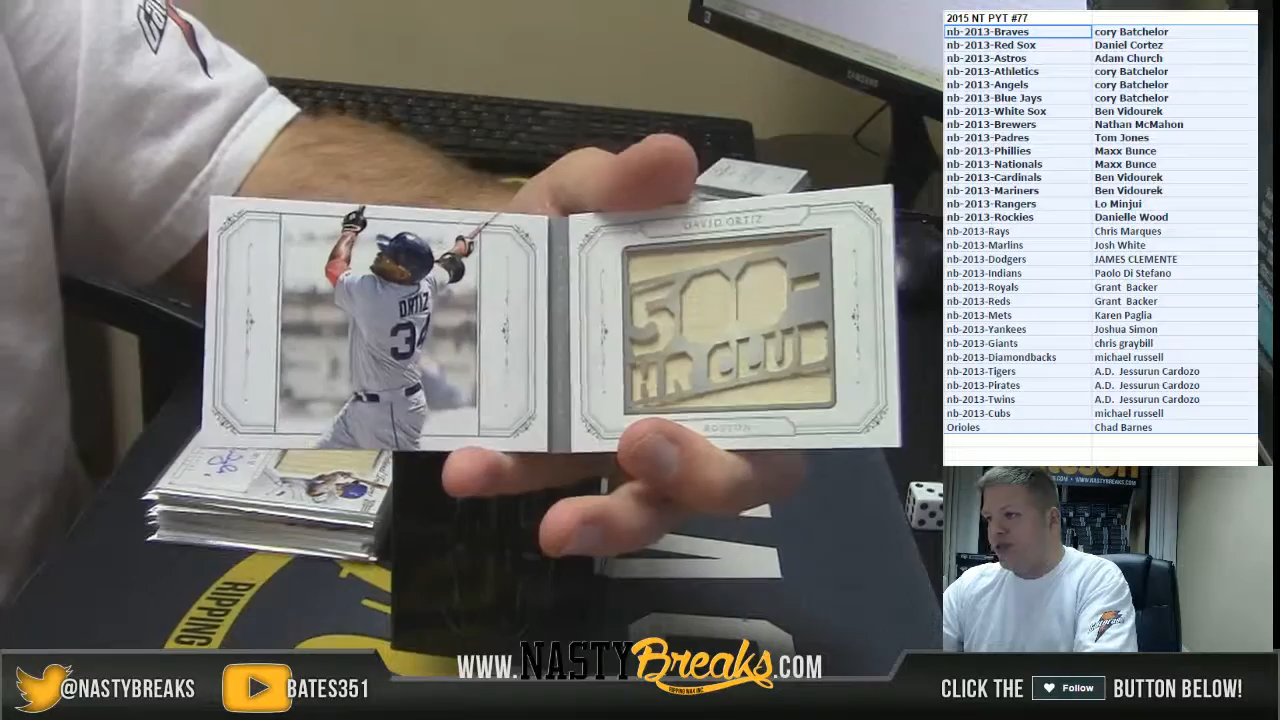 2015 NT PYT #77
nb-2013-Braves cory Batchelor
nb-2013-Red Sox Daniel Cortez
nb-2013-Astros Adam Church
nb-2013-Athletics cory Batchelor
nb-2013-Angels cory Batchelor
nb-2013-Blue Jays cory Batchelor
nb-2013-White Sox Ben Vidourek
nb-2013-Brewers Nathan McMahon
nb-2013-Padres Tom Jones
nb-2013-Phillies Maxx Bunce
nb-2013-Nationals Maxx Bunce
nb-2013-Cardinals Ben Vidourek
nb-2013-Mariners Ben Vidourek
nb-2013-Rangers Lo Minjui
nb-2013-Rockies Danielle Wood
nb-2013-Rays Chris Marques
nb-2013-Marlins Josh White
nb-2013-Dodgers JAMES CLEMENTE
nb-2013-Indians Paolo Di Stefano
nb-2013-Royals Grant Backer
nb-2013-Reds Grant Backer
nb-2013-Mets Karen Paglia
nb-2013-Yankees Joshua Simon
nb-2013-Giants chris graybill
nb-2013-Diamondbacks michael russell
nb-2013-Tigers A.D. Jessurun Cardozo
nb-2013-Pirates A.D. Jessurun Cardozo
nb-2013-Twins A.D. Jessurun Cardozo
nb-2013-Cubs michael russell
Orioles Chad Barnes
SAMSUNG
DAVID ORTIZ
500-
HR CLUB
BOSTON
ORTIZ
34
RIPPING
WWW.NASTYBreaks.COM
RIPPING WAX INC
@NASTYBREAKS
BATES351
CLICK THE Follow BUTTON BELOW!